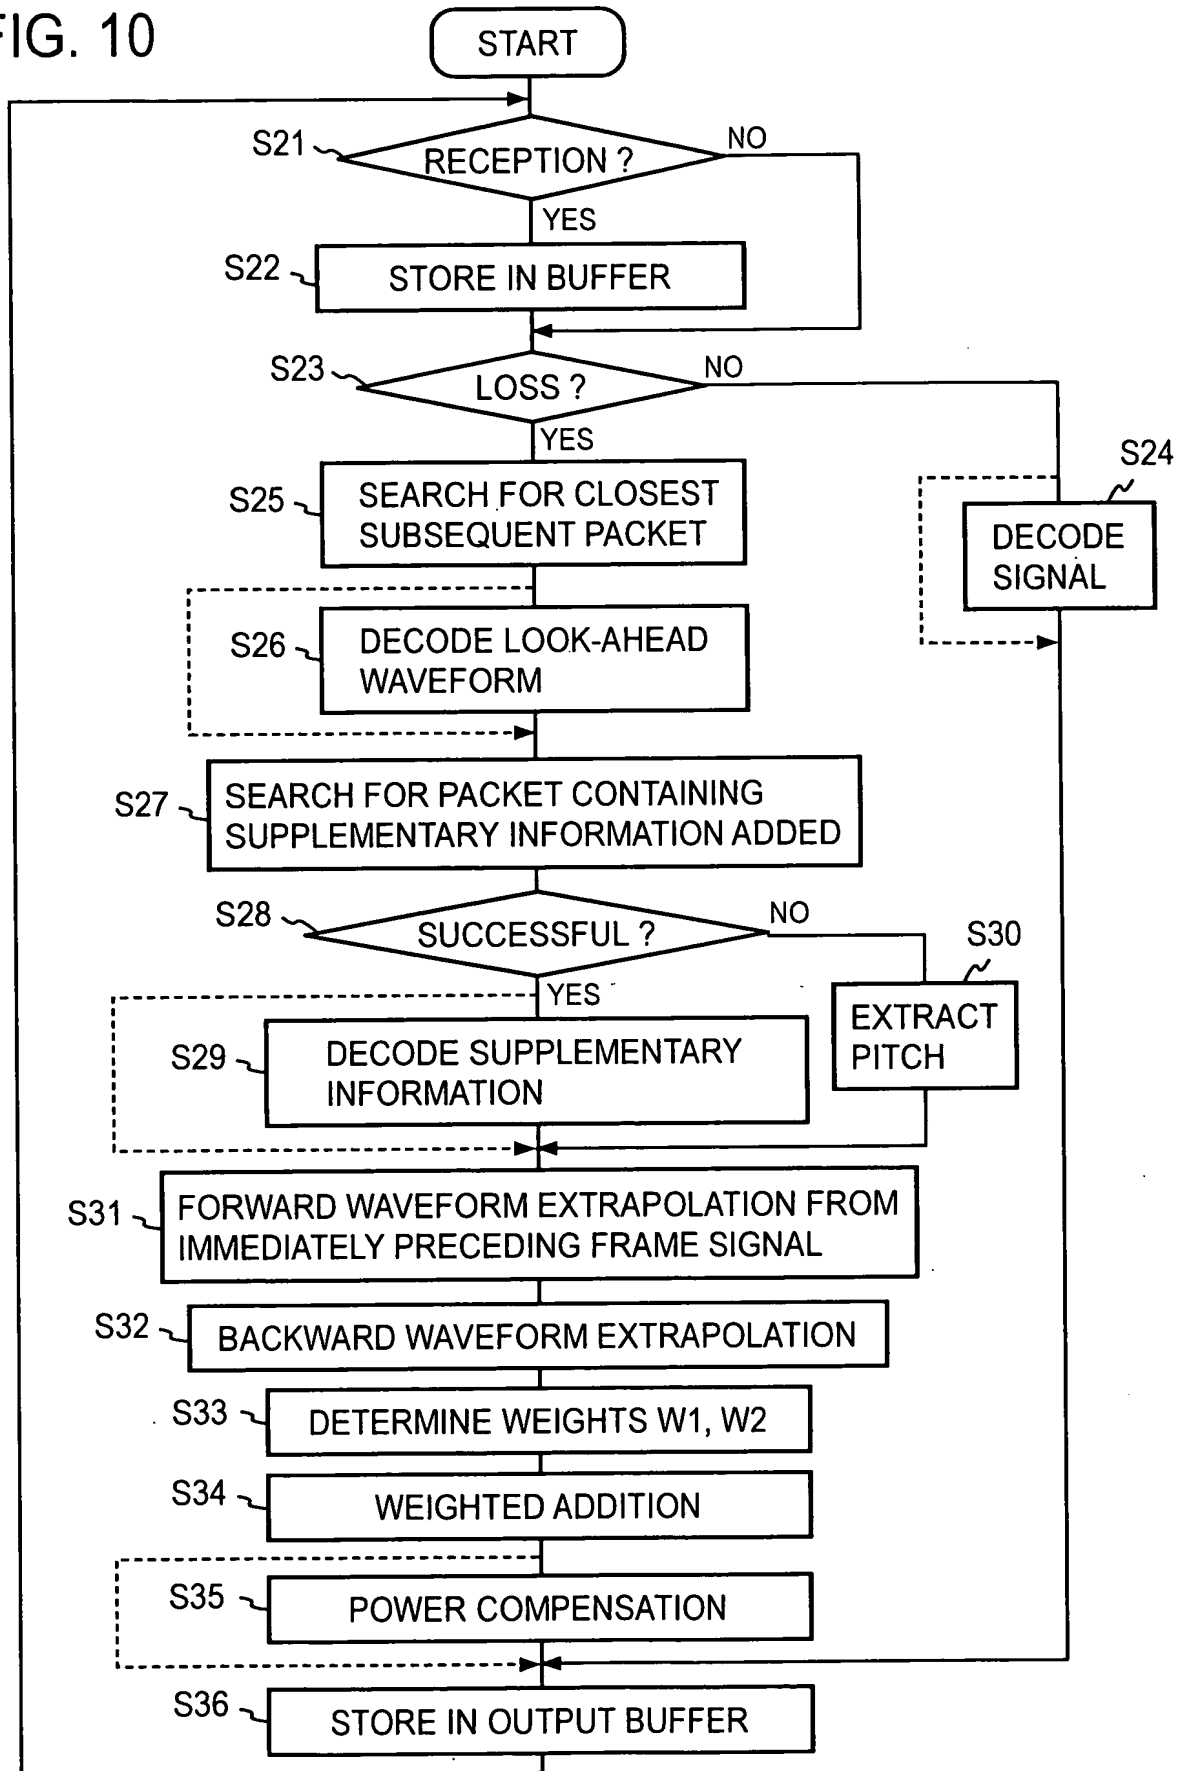 FIG. 10
START
S21
RECEPTION ?
NO
YES
S22
STORE IN BUFFER
S23
LOSS ?
NO
YES
S24
DECODE
SIGNAL
S25
SEARCH FOR CLOSEST
SUBSEQUENT PACKET
S26
DECODE LOOK-AHEAD
WAVEFORM
S27
SEARCH FOR PACKET CONTAINING
SUPPLEMENTARY INFORMATION ADDED
S28
SUCCESSFUL ?
NO
YES
S30
EXTRACT
PITCH
S29
DECODE SUPPLEMENTARY
INFORMATION
S31
FORWARD WAVEFORM EXTRAPOLATION FROM
IMMEDIATELY PRECEDING FRAME SIGNAL
S32
BACKWARD WAVEFORM EXTRAPOLATION
S33
DETERMINE WEIGHTS W1, W2
S34
WEIGHTED ADDITION
S35
POWER COMPENSATION
S36
STORE IN OUTPUT BUFFER